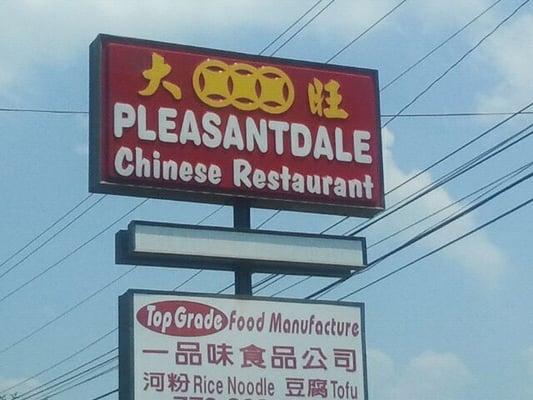 大 旺
PLEASANTDALE
Chinese Restaurant
Top Grade Food Manufacture
一品味食品公司
河粉 Rice Noodle 豆腐 Tofu